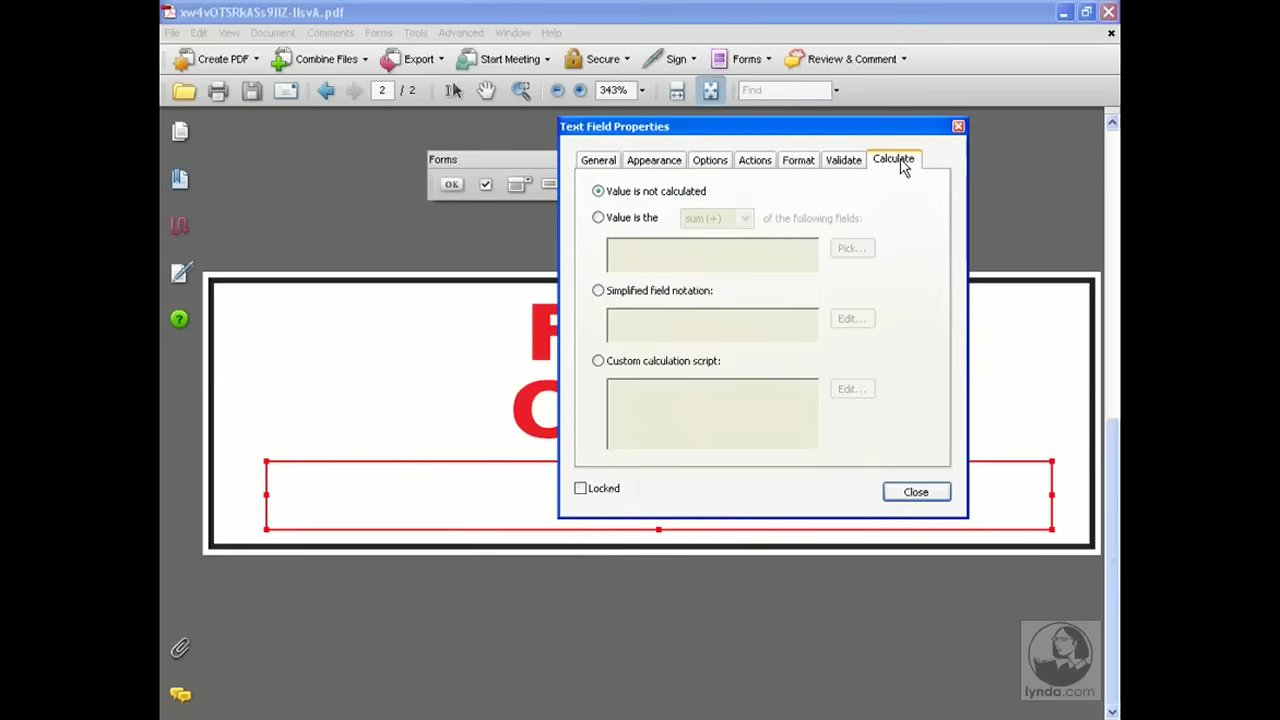 xw4vOTSRkASs9IIZ-IIsvA.pdf
File Edit View Document Comments Forms Tools Advanced Window Help
Create PDF Combine Files Export Start Meeting Secure Sign Forms Review & Comment
2 / 2 343% Find
Text Field Properties
Forms
General Appearance Options Actions Format Validate Calculate
OK
Value is not calculated
Value is the sum (+) of the following fields:
Pick...
Simplified field notation:
Edit...
Custom calculation script:
Edit...
Locked
Close
lynda.com